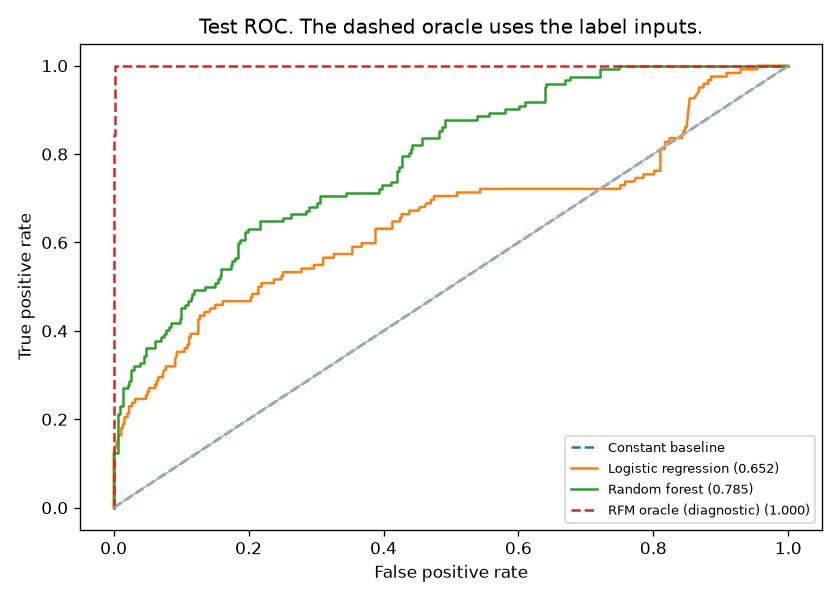 Test ROC. The dashed oracle uses the label inputs.
1.0
0.8
0.6
0.4
0.2
0.0
True positive rate
0.0 0.2 0.4 0.6 0.8 1.0
False positive rate
Constant baseline
Logistic regression (0.652)
Random forest (0.785)
RFM oracle (diagnostic) (1.000)